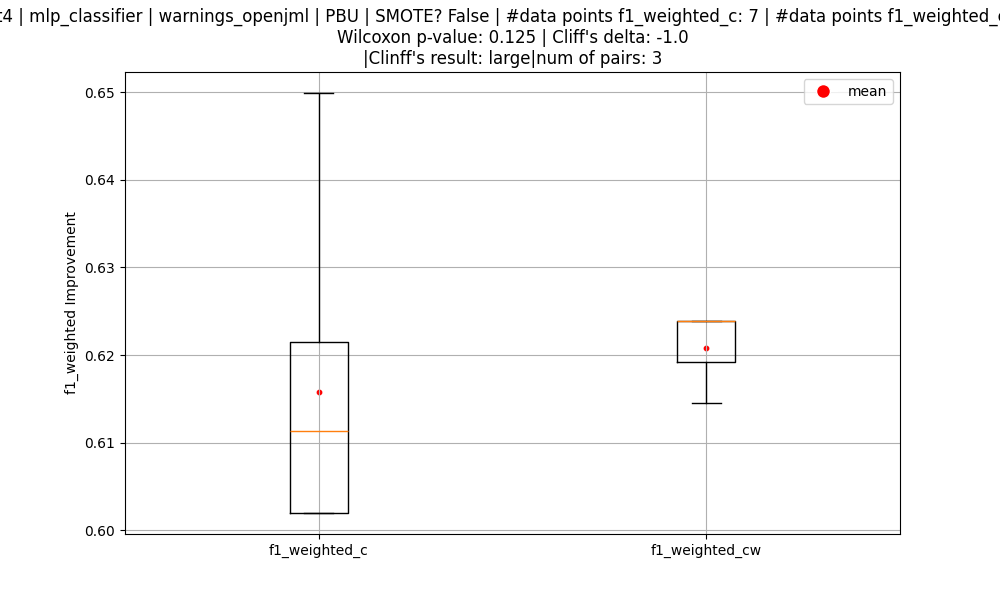 | mlp_classifier | warnings_openjml | PBU | SMOTE? False | #data points f1_weighted_c: 7 | #data points
Wilcoxon p-value: 0.125 | Cliff's delta: -1.0
|Clinff's result: large|num of pairs: 3
mean
0.65
0.64
0.63
0.62
0.61
0.60
f1_weighted Improvement
f1_weighted_c
f1_weighted_cw